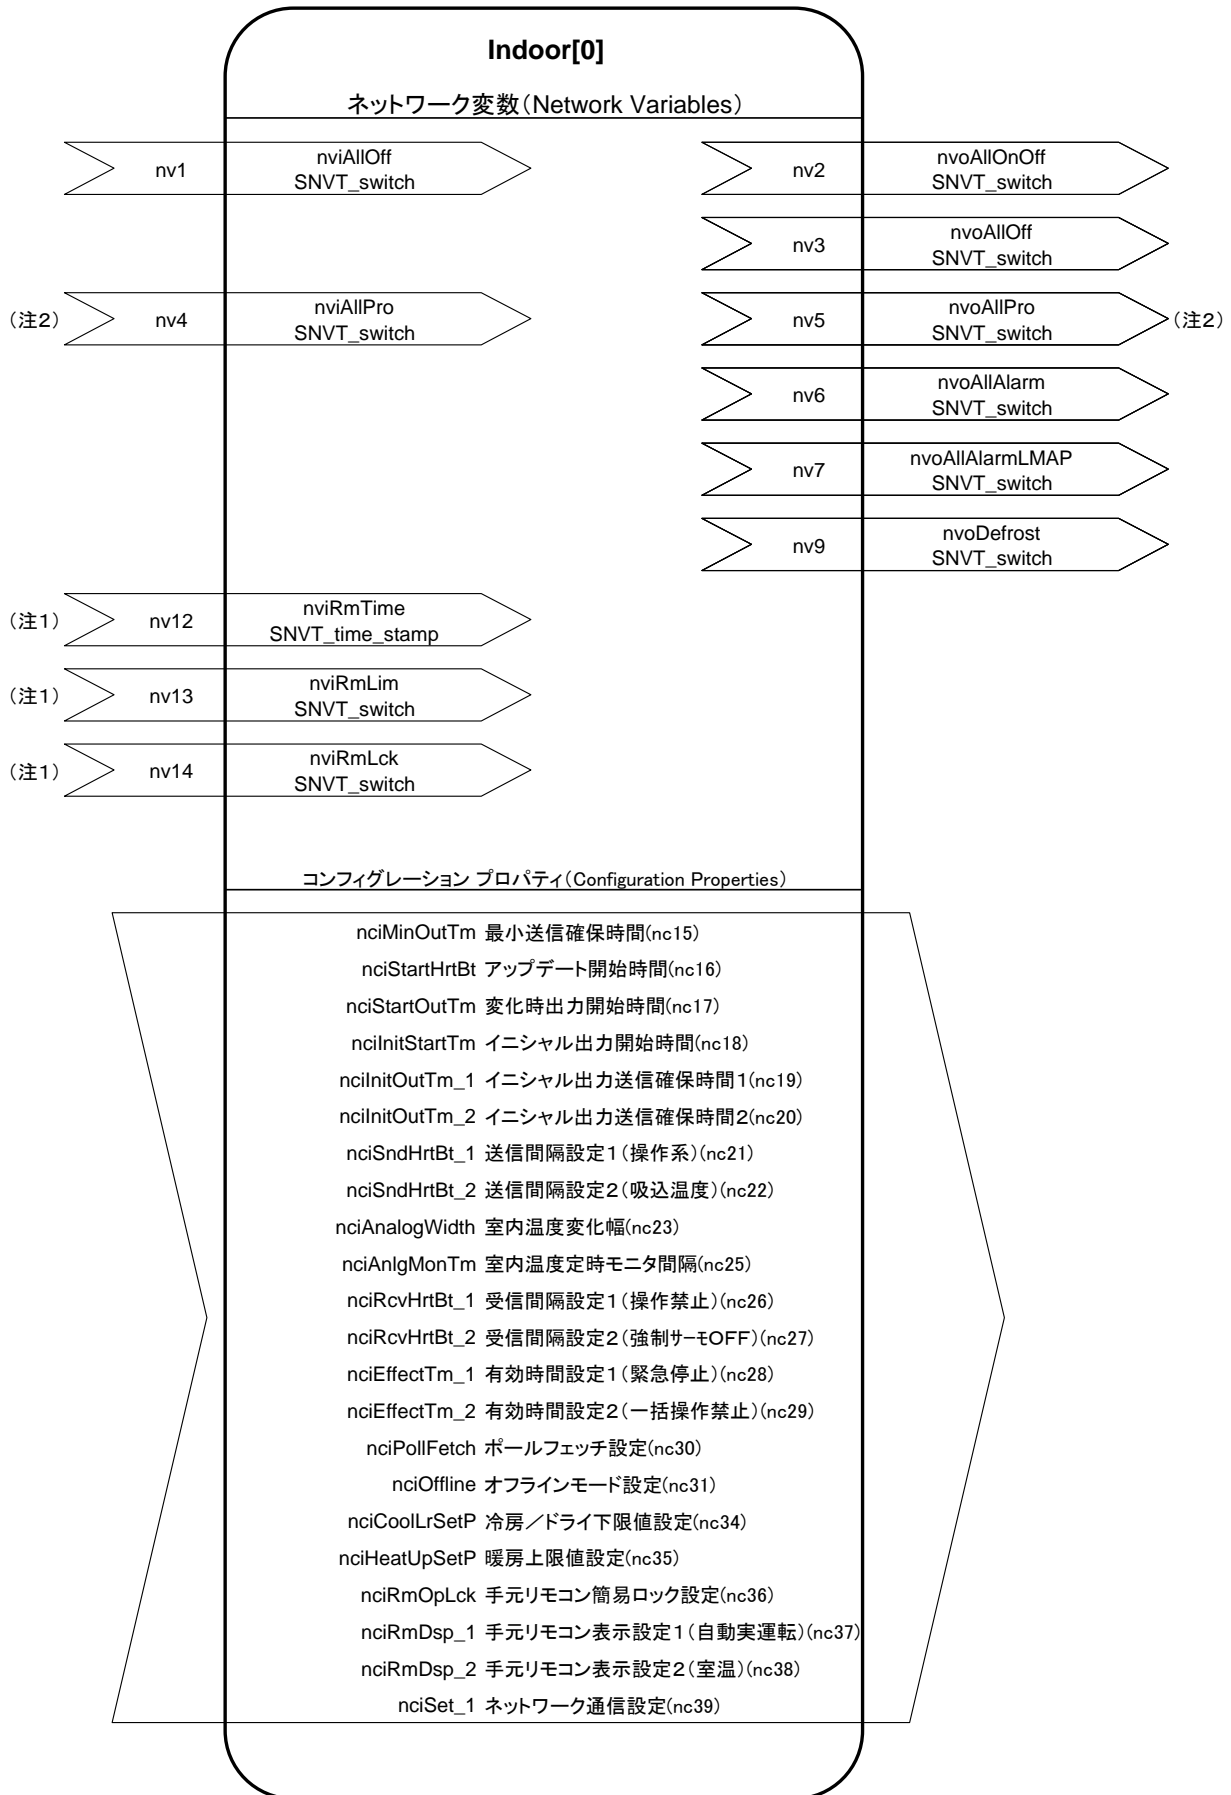 Indoor[0]
ネットワーク変数(Network Variables)
nv1
nviAllOff
SNVT_switch
nv2
nvoAllOnOff
SNVT_switch
nv3
nvoAllOff
SNVT_switch
(注2)
nv4
nviAllPro
SNVT_switch
nv5
nvoAllPro
SNVT_switch
(注2)
nv6
nvoAllAlarm
SNVT_switch
nv7
nvoAllAlarmLMAP
SNVT_switch
nv9
nvoDefrost
SNVT_switch
(注1)
nv12
nviRmTime
SNVT_time_stamp
(注1)
nv13
nviRmLim
SNVT_switch
(注1)
nv14
nviRmLck
SNVT_switch
コンフィグレーション プロパティ(Configuration Properties)
nciMinOutTm 最小送信確保時間(nc15)
nciStartHrtBt アップデート開始時間(nc16)
nciStartOutTm 変化時出力開始時間(nc17)
nciInitStartTm イニシャル出力開始時間(nc18)
nciInitOutTm_1 イニシャル出力送信確保時間1(nc19)
nciInitOutTm_2 イニシャル出力送信確保時間2(nc20)
nciSndHrtBt_1 送信間隔設定1(操作系)(nc21)
nciSndHrtBt_2 送信間隔設定2(吸込温度)(nc22)
nciAnalogWidth 室内温度変化幅(nc23)
nciAnlgMonTm 室内温度定時モニタ間隔(nc25)
nciRcvHrtBt_1 受信間隔設定1(操作禁止)(nc26)
nciRcvHrtBt_2 受信間隔設定2(強制ｻｰﾓOFF)(nc27)
nciEffectTm_1 有効時間設定1(緊急停止)(nc28)
nciEffectTm_2 有効時間設定2(一括操作禁止)(nc29)
nciPollFetch ポールフェッチ設定(nc30)
nciOffline オフラインモード設定(nc31)
nciCoolLrSetP 冷房／ドライ下限値設定(nc34)
nciHeatUpSetP 暖房上限値設定(nc35)
nciRmOpLck 手元リモコン簡易ロック設定(nc36)
nciRmDsp_1 手元リモコン表示設定1(自動実運転)(nc37)
nciRmDsp_2 手元リモコン表示設定2(室温)(nc38)
nciSet_1 ネットワーク通信設定(nc39)